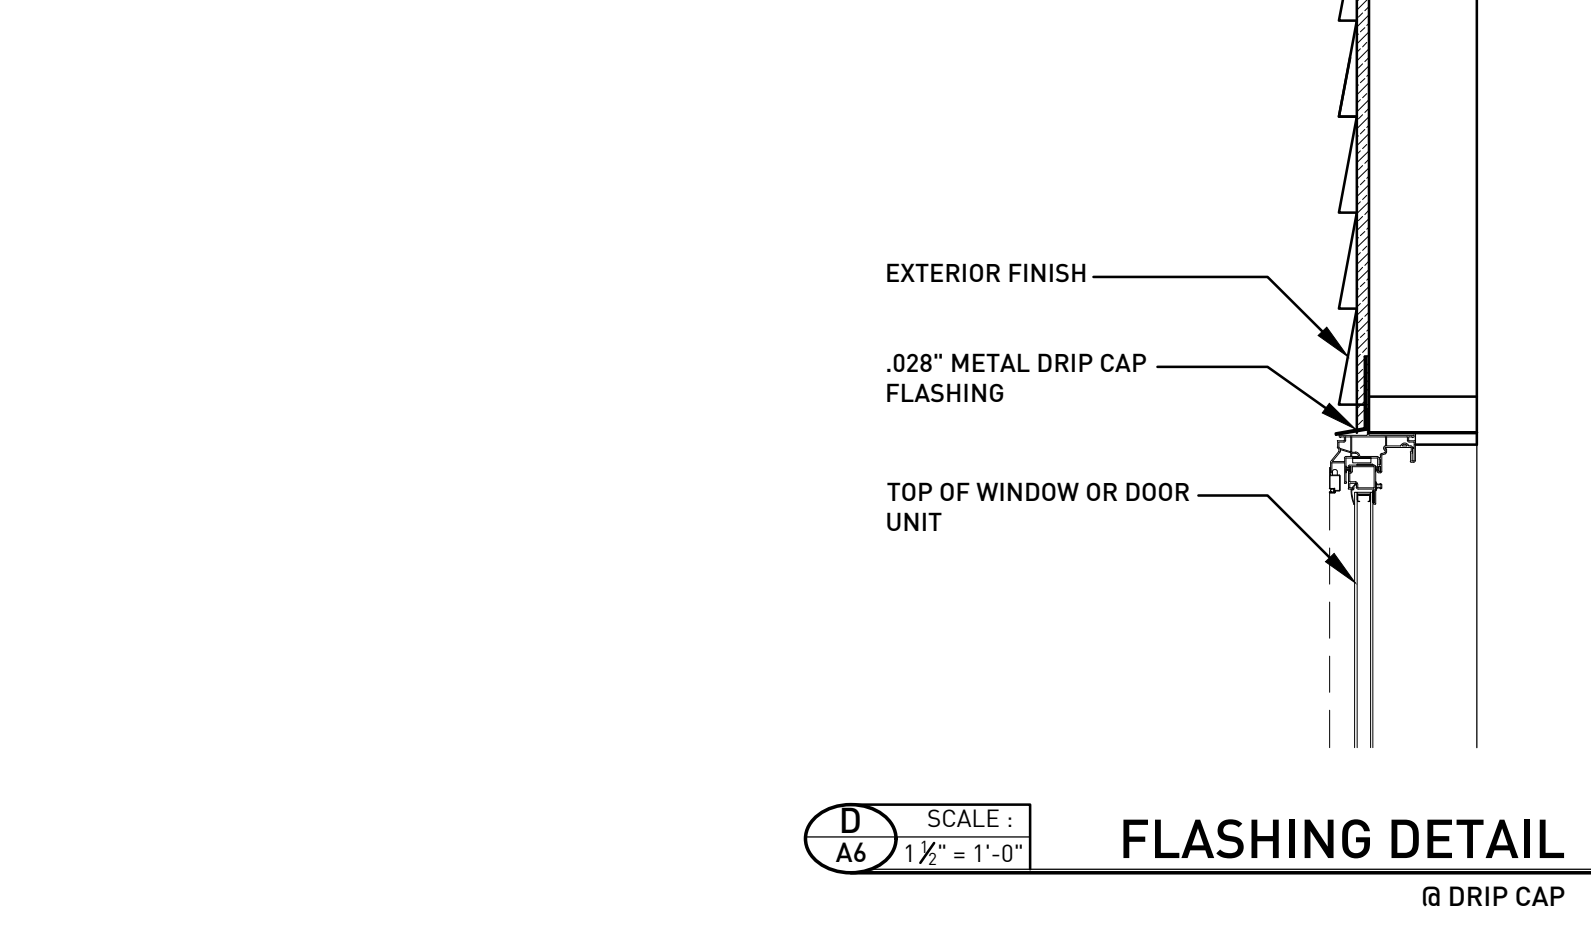 EXTERIOR FINISH
.028" METAL DRIP CAP
FLASHING
TOP OF WINDOW OR DOOR
UNIT
D
SCALE :
A6
1 1/2" = 1'-0"
FLASHING DETAIL
@ DRIP CAP